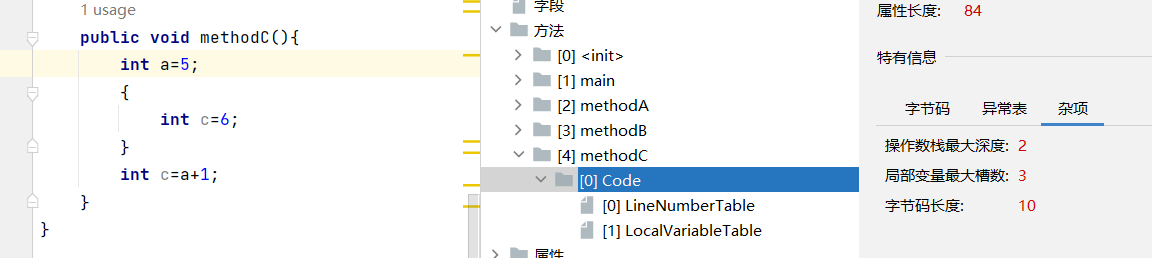 1 usage
public void methodC(){
int a=5;
{
int c=6;
}
int c=a+1;
}
}
字段
方法
[0] <init>
[1] main
[2] methodA
[3] methodB
[4] methodC
[0] Code
[0] LineNumberTable
[1] LocalVariableTable
属性
属性长度: 84
特有信息
字节码 异常表 杂项
操作数栈最大深度: 2
局部变量最大槽数: 3
字节码长度: 10